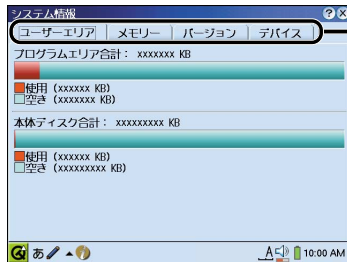 システム情報
ユーザーエリア メモリー バージョン デバイス
プログラムエリア合計： xxxxxxx KB
使用 (xxxxxx KB)
空き (xxxxxxx KB)
本体ディスク合計： xxxxxxxxx KB
使用 (xxxxxx KB)
空き (xxxxxxxxx KB)
あ 10:00 AM